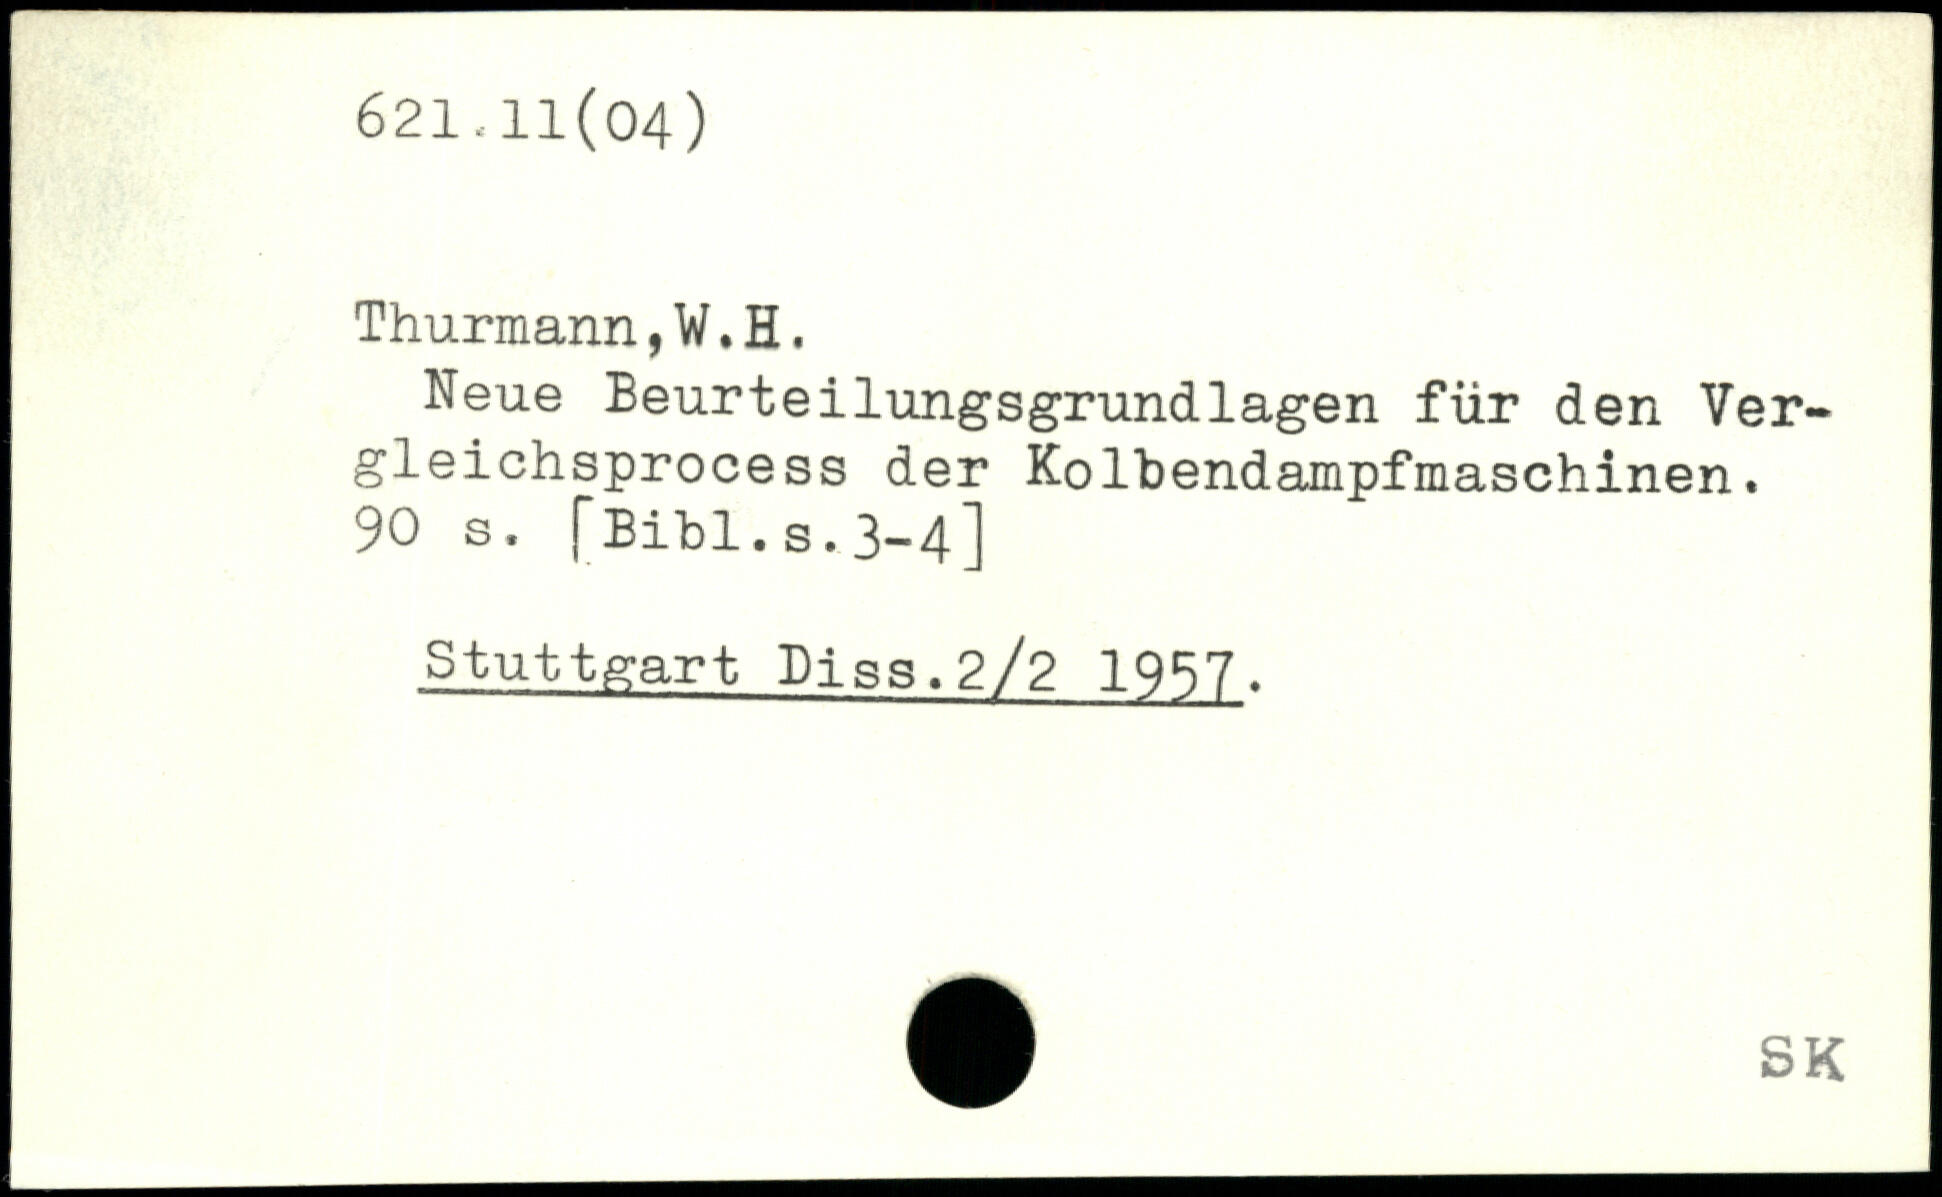 621.11(04)
Thurmann,W.H.
Neue Beurteilungsgrundlagen für den Ver-
gleichsprocess der Kolbendampfmaschinen.
90 s. [Bibl.s.3-4]
Stuttgart Diss.2/2 1957.
SK